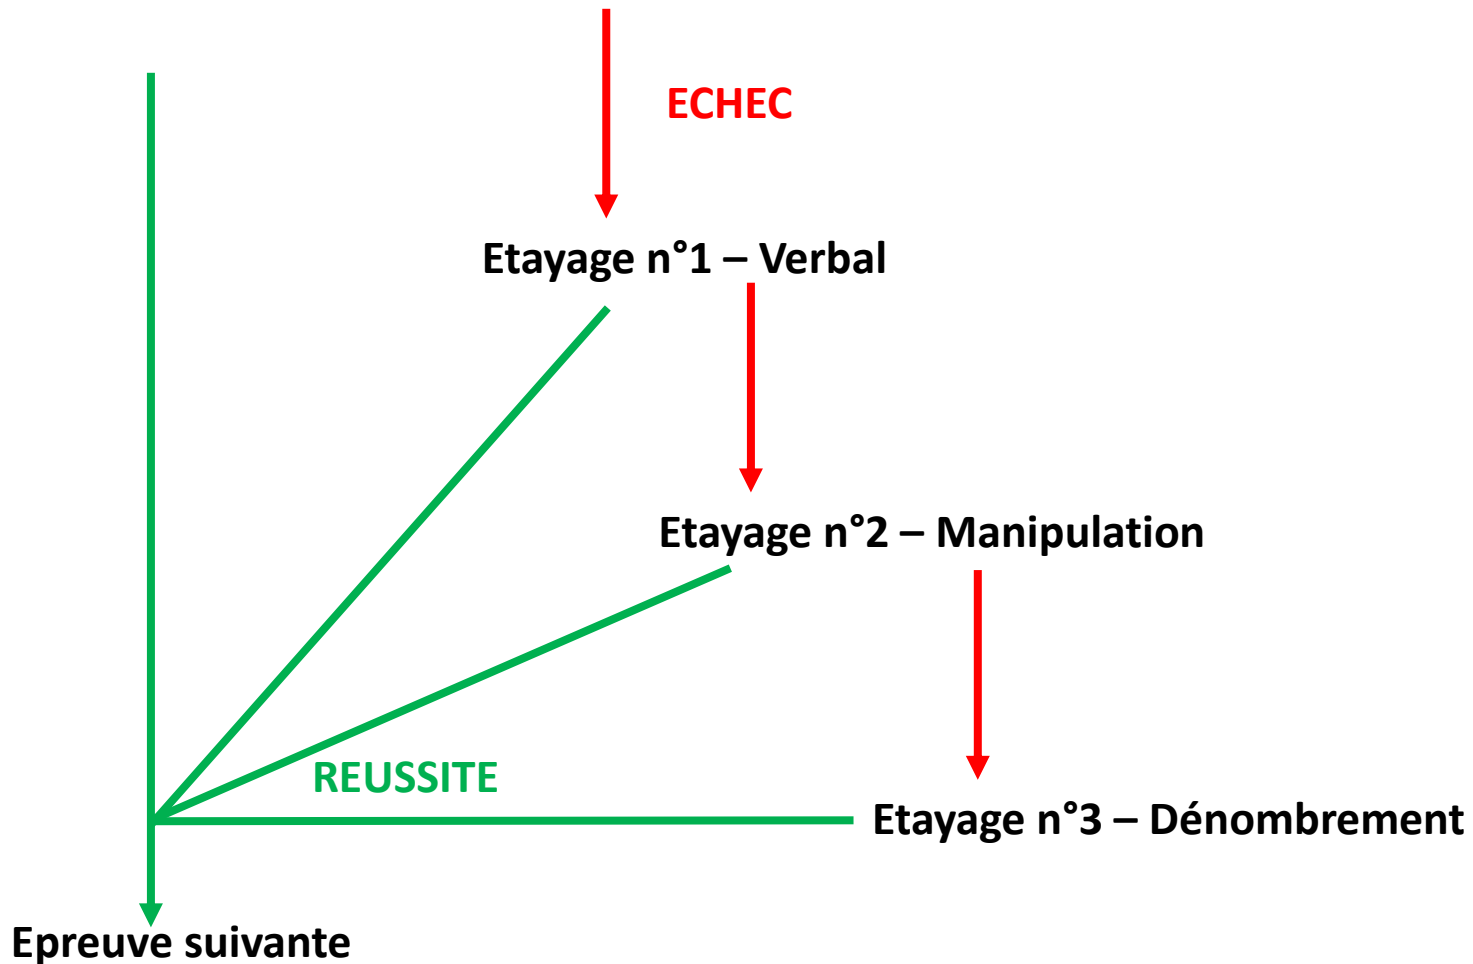 ECHEC
Etayage n°1 – Verbal
Etayage n°2 – Manipulation
REUSSITE
Etayage n°3 – Dénombrement
Epreuve suivante